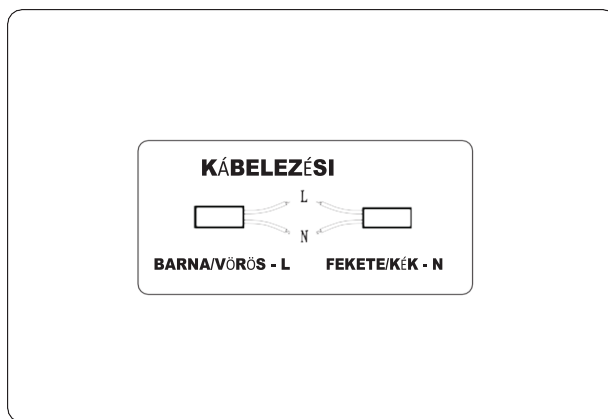 KÁBELEZÉSI
L
N
BARNA/VÖRÖS - L FEKETE/KÉK - N